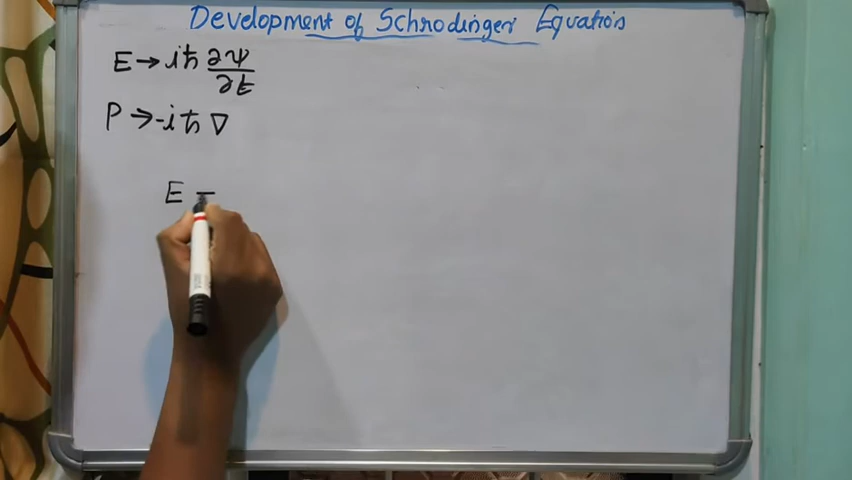 Development of Schrodinger Equation
E → iħ ∂ψ/∂t
P → -iħ ∇
E =